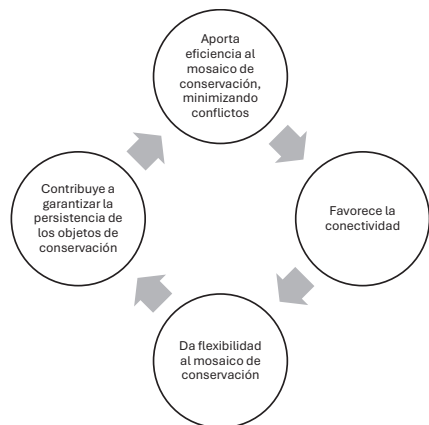 Aporta
eficiencia al
mosaico de
conservación,
minimizando
conflictos
Favorece la
conectividad
Da flexibilidad
al mosaico de
conservación
Contribuye a
garantizar la
persistencia de
los objetos de
conservación